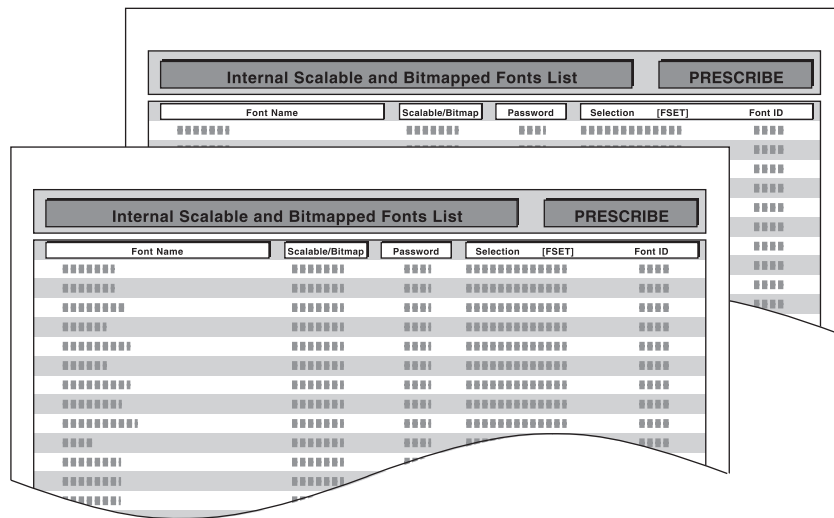 Internal Scalable and Bitmapped Fonts List PRESCRIBE
Font Name Scalable/Bitmap Password Selection [FSET] Font ID
Internal Scalable and Bitmapped Fonts List PRESCRIBE
Font Name Scalable/Bitmap Password Selection [FSET] Font ID